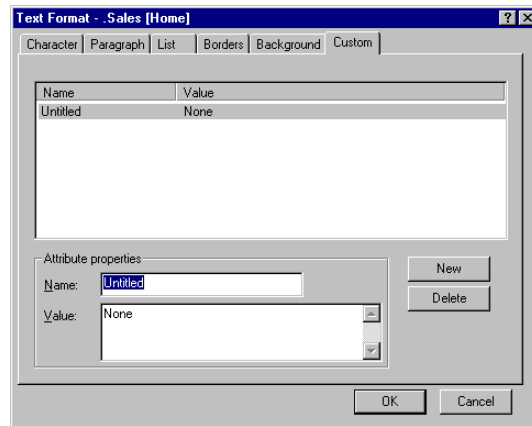 Text Format - .Sales [Home]
Character Paragraph List Borders Background Custom
Name Value
Untitled None
Attribute properties
Name: Untitled
Value: None
New
Delete
OK Cancel